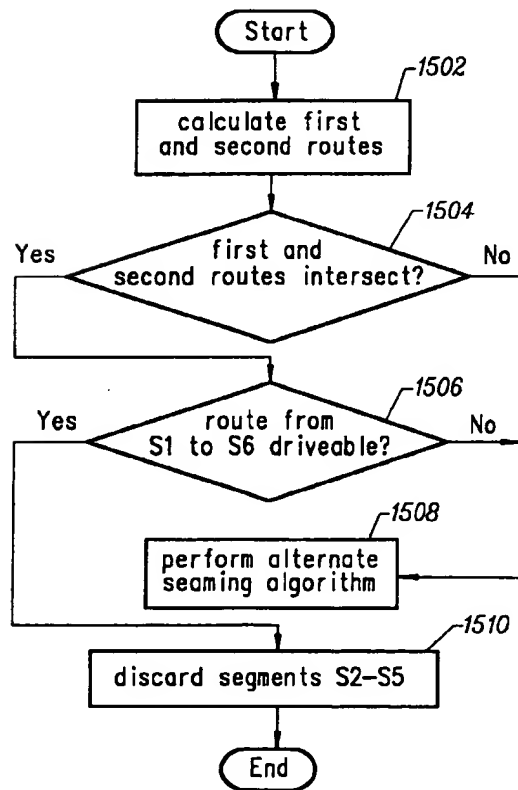 Start
1502
calculate first
and second routes
1504
Yes
first and
second routes intersect?
No
1506
Yes
route from
S1 to S6 driveable?
No
1508
perform alternate
seaming algorithm
1510
discard segments S2-S5
End